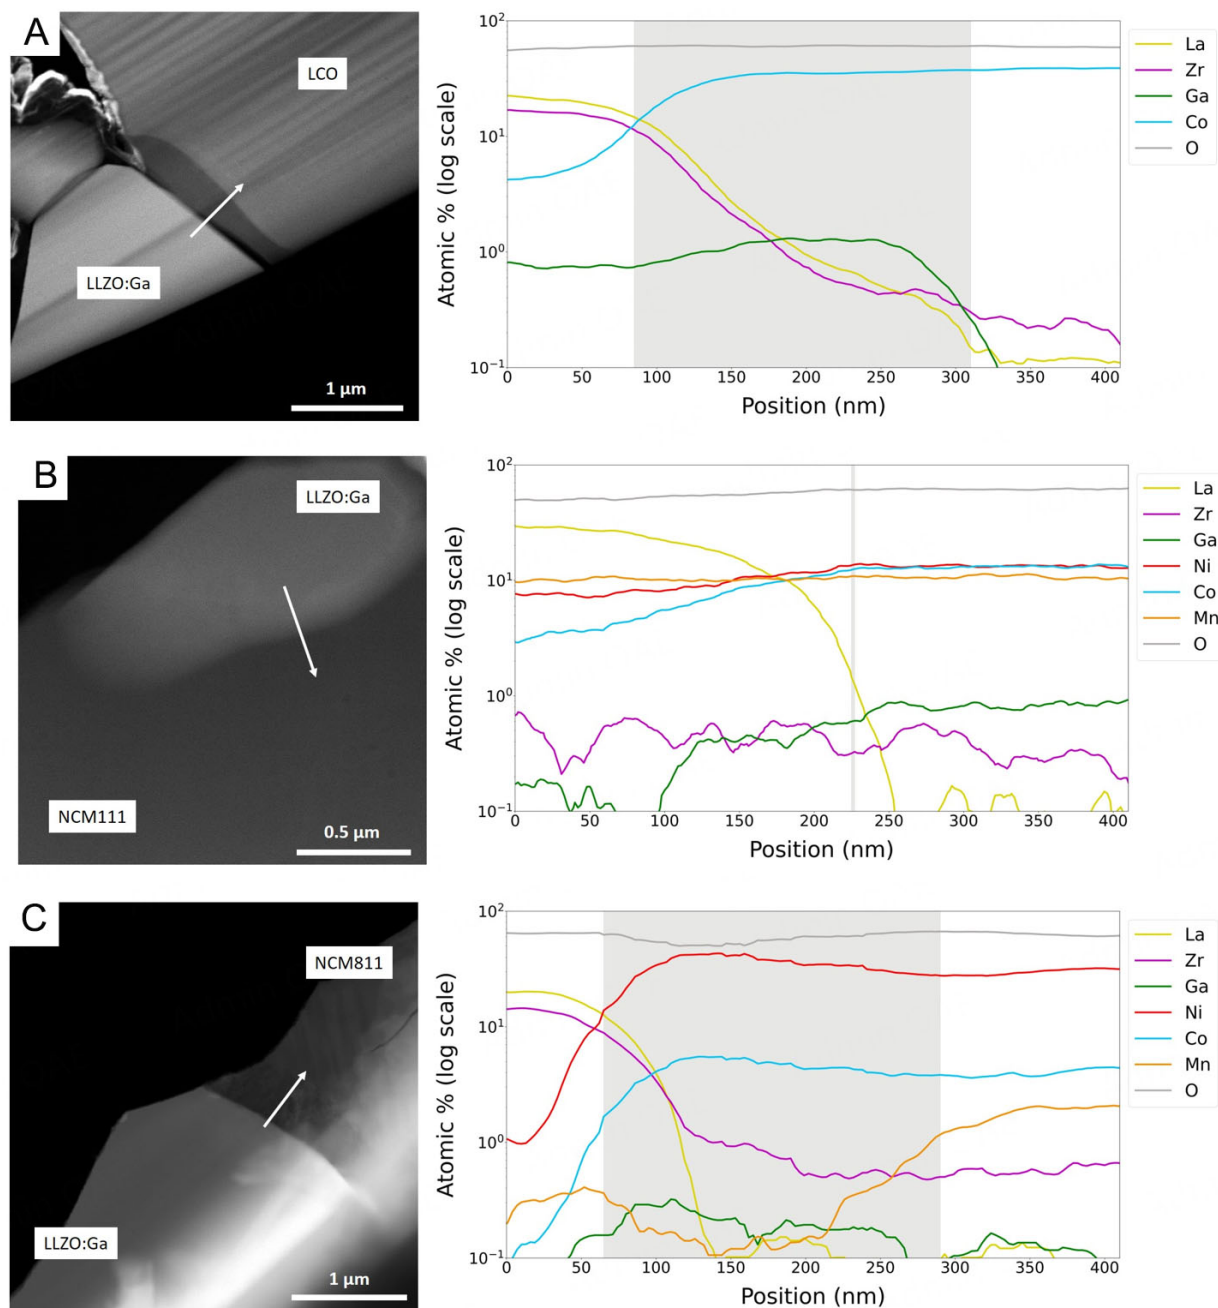 A
LCO
LLZO:Ga
1 µm
Atomic % (log scale)
10²
10¹
10⁰
10⁻¹
0 50 100 150 200 250 300 350 400
Position (nm)
La
Zr
Ga
Co
O
B
LLZO:Ga
NCM111
0.5 µm
Atomic % (log scale)
10²
10¹
10⁰
10⁻¹
0 50 100 150 200 250 300 350 400
Position (nm)
La
Zr
Ga
Ni
Co
Mn
O
C
NCM811
LLZO:Ga
1 µm
Atomic % (log scale)
10²
10¹
10⁰
10⁻¹
0 50 100 150 200 250 300 350 400
Position (nm)
La
Zr
Ga
Ni
Co
Mn
O